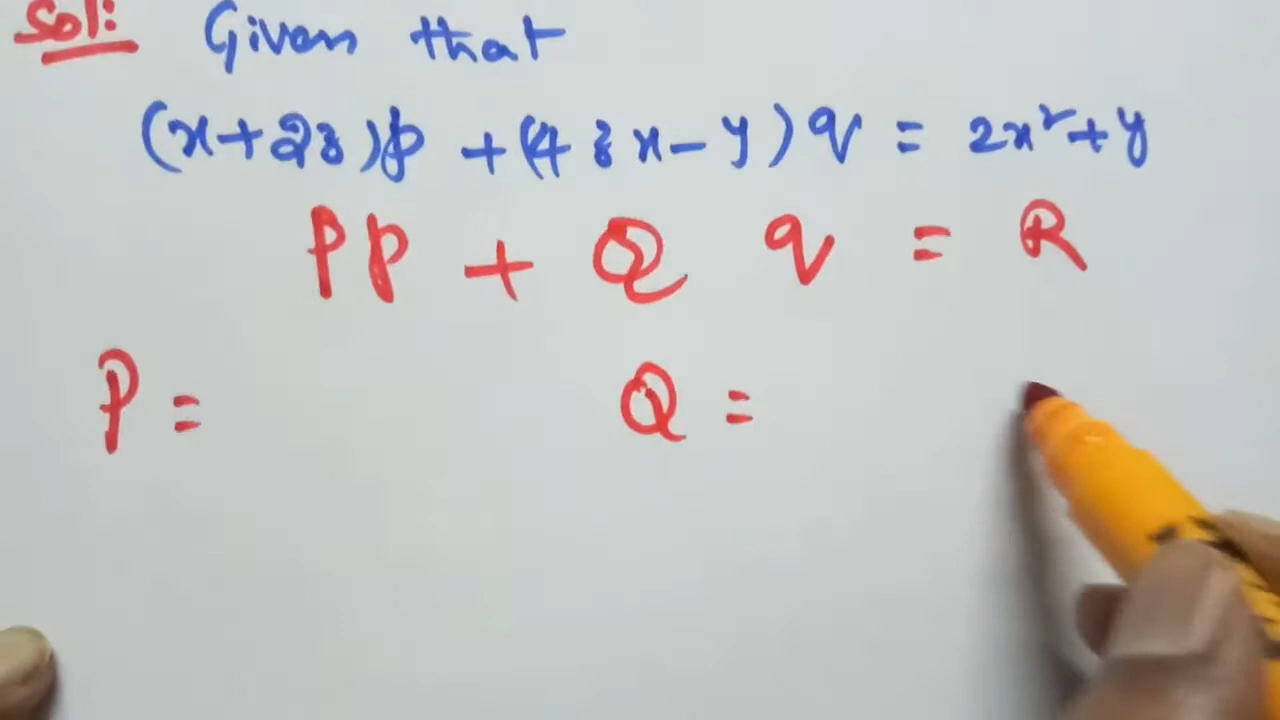 Sol: Given that
(x+2z)p + (4zx-y)q = 2x²+y
Pp + Q q = R
P = Q =